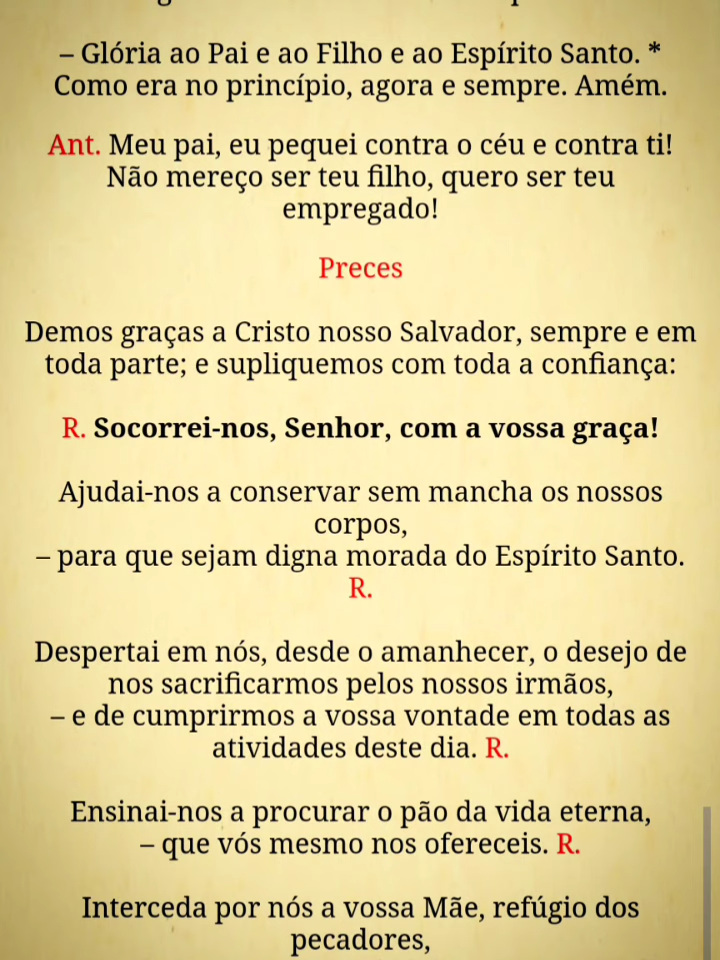 – Glória ao Pai e ao Filho e ao Espírito Santo. *
Como era no princípio, agora e sempre. Amém.
Ant. Meu pai, eu pequei contra o céu e contra ti!
Não mereço ser teu filho, quero ser teu
empregado!
Preces
Demos graças a Cristo nosso Salvador, sempre e em
toda parte; e supliquemos com toda a confiança:
R. Socorrei-nos, Senhor, com a vossa graça!
Ajudai-nos a conservar sem mancha os nossos
corpos,
– para que sejam digna morada do Espírito Santo.
R.
Despertai em nós, desde o amanhecer, o desejo de
nos sacrificarmos pelos nossos irmãos,
– e de cumprirmos a vossa vontade em todas as
atividades deste dia. R.
Ensinai-nos a procurar o pão da vida eterna,
– que vós mesmo nos ofereceis. R.
Interceda por nós a vossa Mãe, refúgio dos
pecadores,